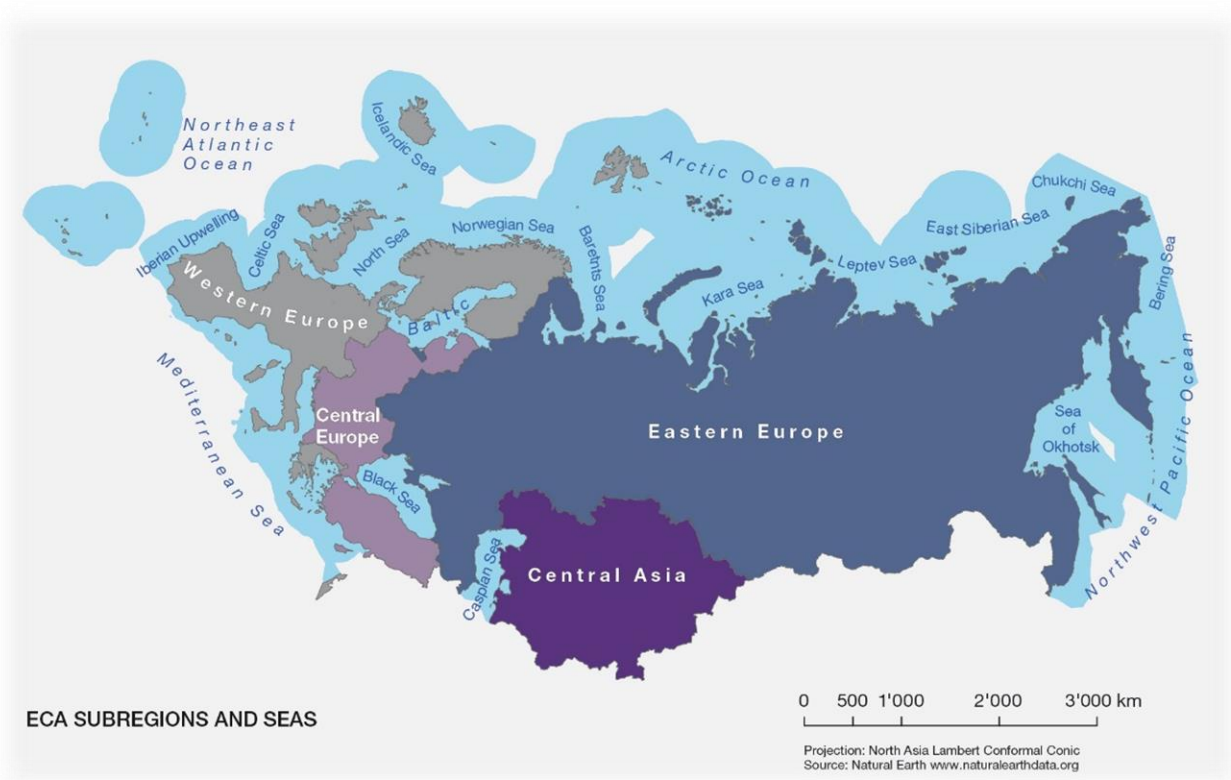 Northeast
Atlantic
Ocean
Icelandic Sea
Arctic Ocean
Chukchi Sea
Iberian Upwelling
Celtic Sea
North Sea
Norwegian Sea
Baretnts Sea
East Siberian Sea
Leptev Sea
Kara Sea
Bering Sea
Western Europe
Baltic
Mediterranean Sea
Central
Europe
Eastern Europe
Sea
of
Okhotsk
Northwest Pacific Ocean
Black Sea
Caspian Sea
Central Asia
ECA SUBREGIONS AND SEAS
0 500 1'000 2'000 3'000 km
Projection: North Asia Lambert Conformal Conic
Source: Natural Earth www.naturalearthdata.org